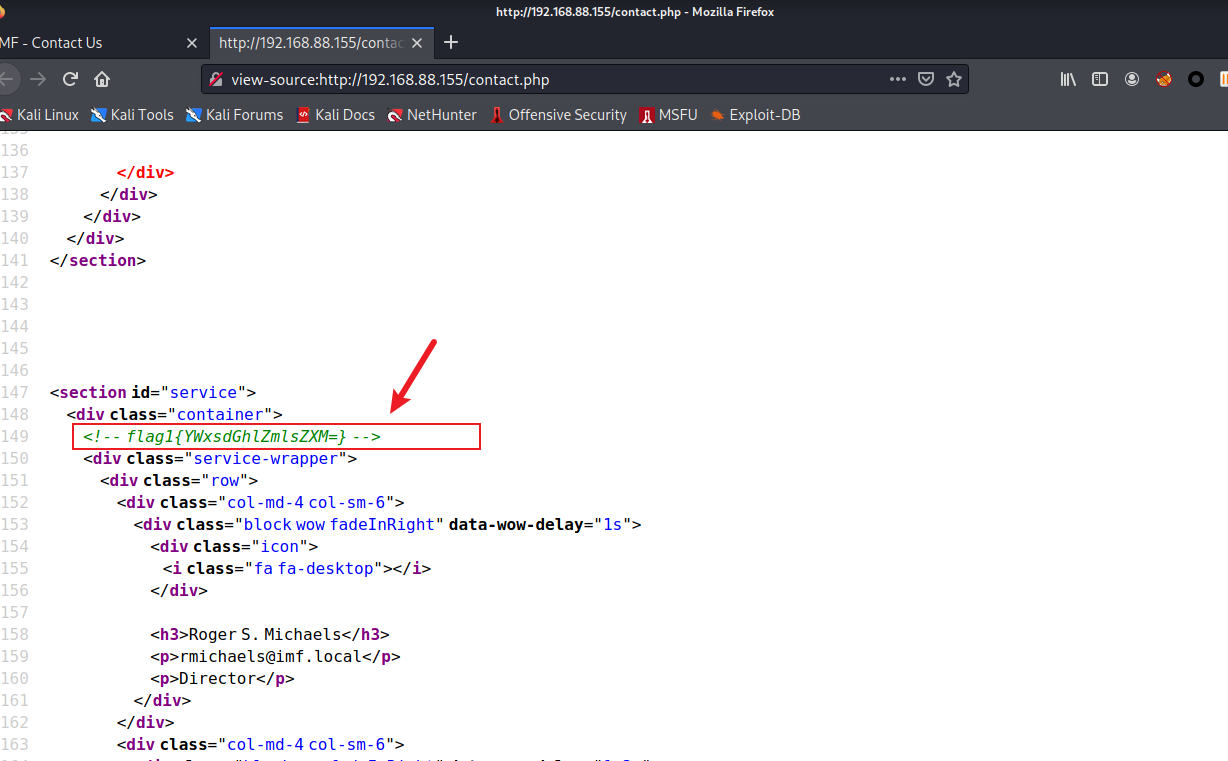 http://192.168.88.155/contact.php - Mozilla Firefox
MF - Contact Us
http://192.168.88.155/contac
view-source:http://192.168.88.155/contact.php
Kali Linux Kali Tools Kali Forums Kali Docs NetHunter Offensive Security MSFU Exploit-DB
136
137 </div>
138 </div>
139 </div>
140 </div>
141 </section>
142
143
144
145
146
147 <section id="service">
148 <div class="container">
149 <!-- flag1{YWxsdGhlZmlsZXM=} -->
150 <div class="service-wrapper">
151 <div class="row">
152 <div class="col-md-4 col-sm-6">
153 <div class="block wow fadeInRight" data-wow-delay="1s">
154 <div class="icon">
155 <i class="fa fa-desktop"></i>
156 </div>
157
158 <h3>Roger S. Michaels</h3>
159 <p>rmichaels@imf.local</p>
160 <p>Director</p>
161 </div>
162 </div>
163 <div class="col-md-4 col-sm-6">